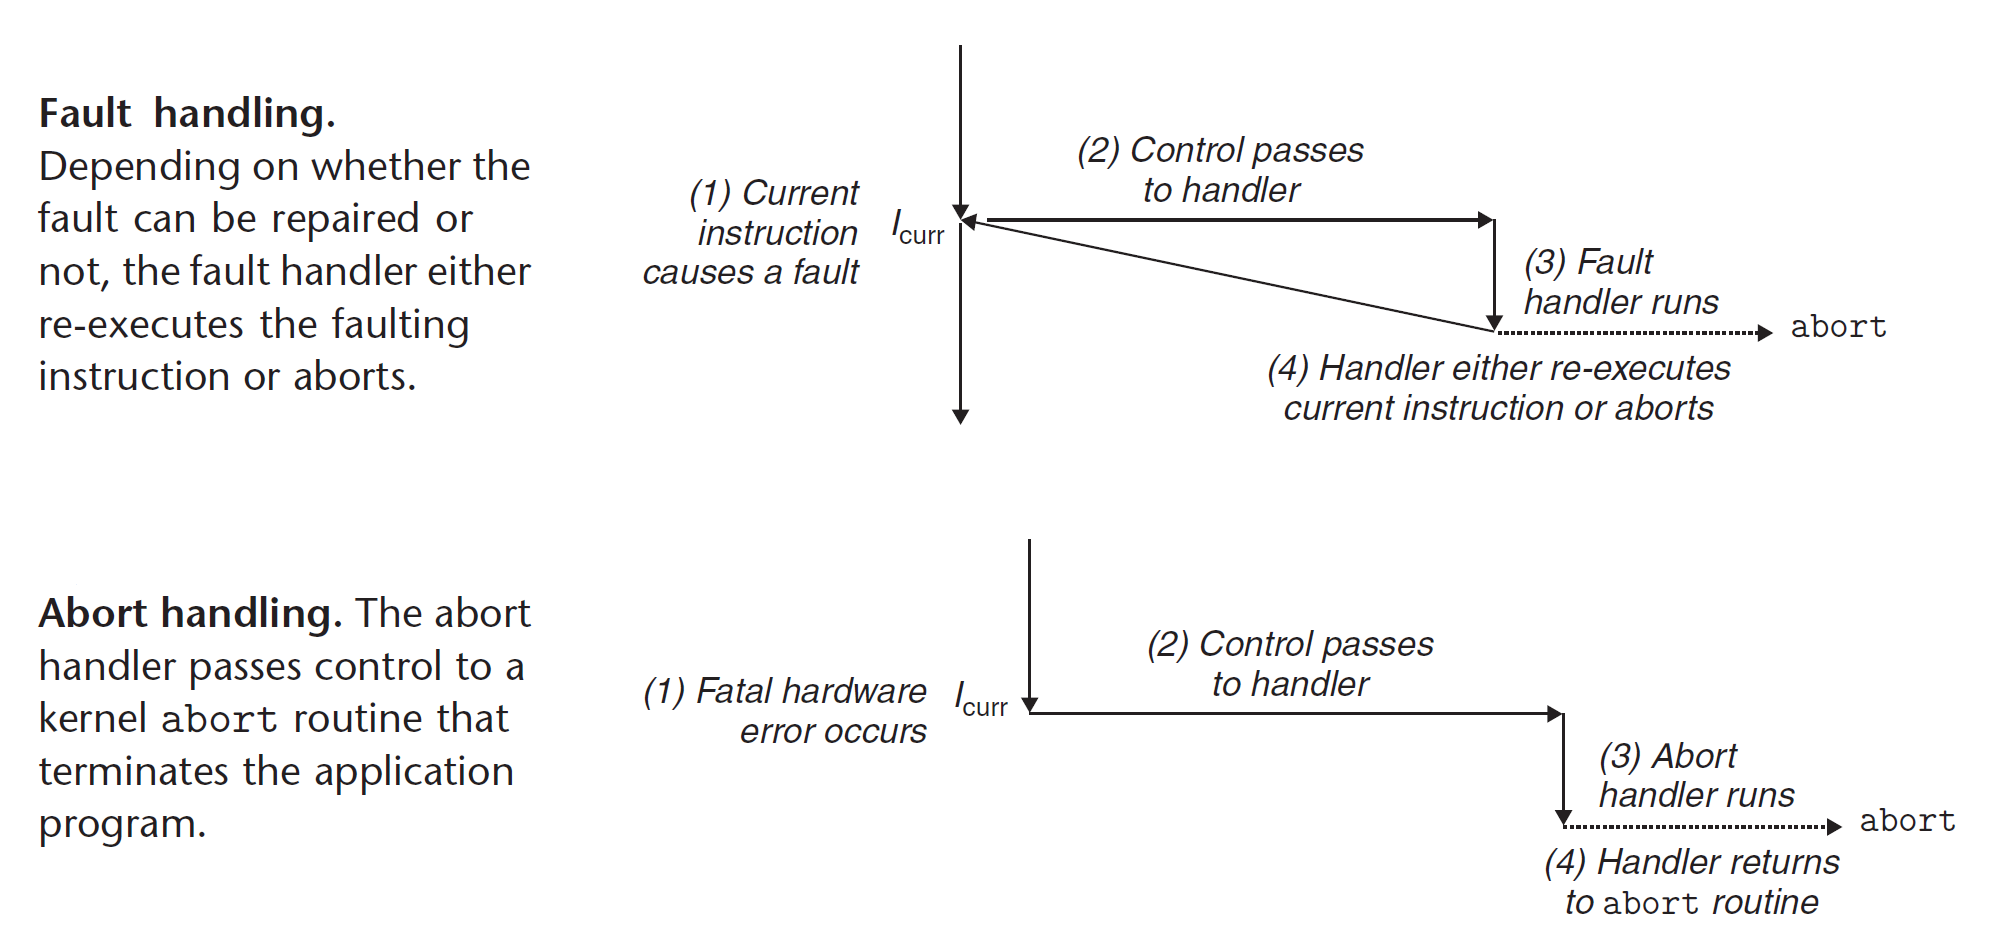 Fault handling.
Depending on whether the
fault can be repaired or
not, the fault handler either
re-executes the faulting
instruction or aborts.
(1) Current
instruction
causes a fault
Icurr
(2) Control passes
to handler
(3) Fault
handler runs
abort
(4) Handler either re-executes
current instruction or aborts
Abort handling. The abort
handler passes control to a
kernel abort routine that
terminates the application
program.
(1) Fatal hardware
error occurs
Icurr
(2) Control passes
to handler
(3) Abort
handler runs
abort
(4) Handler returns
to abort routine